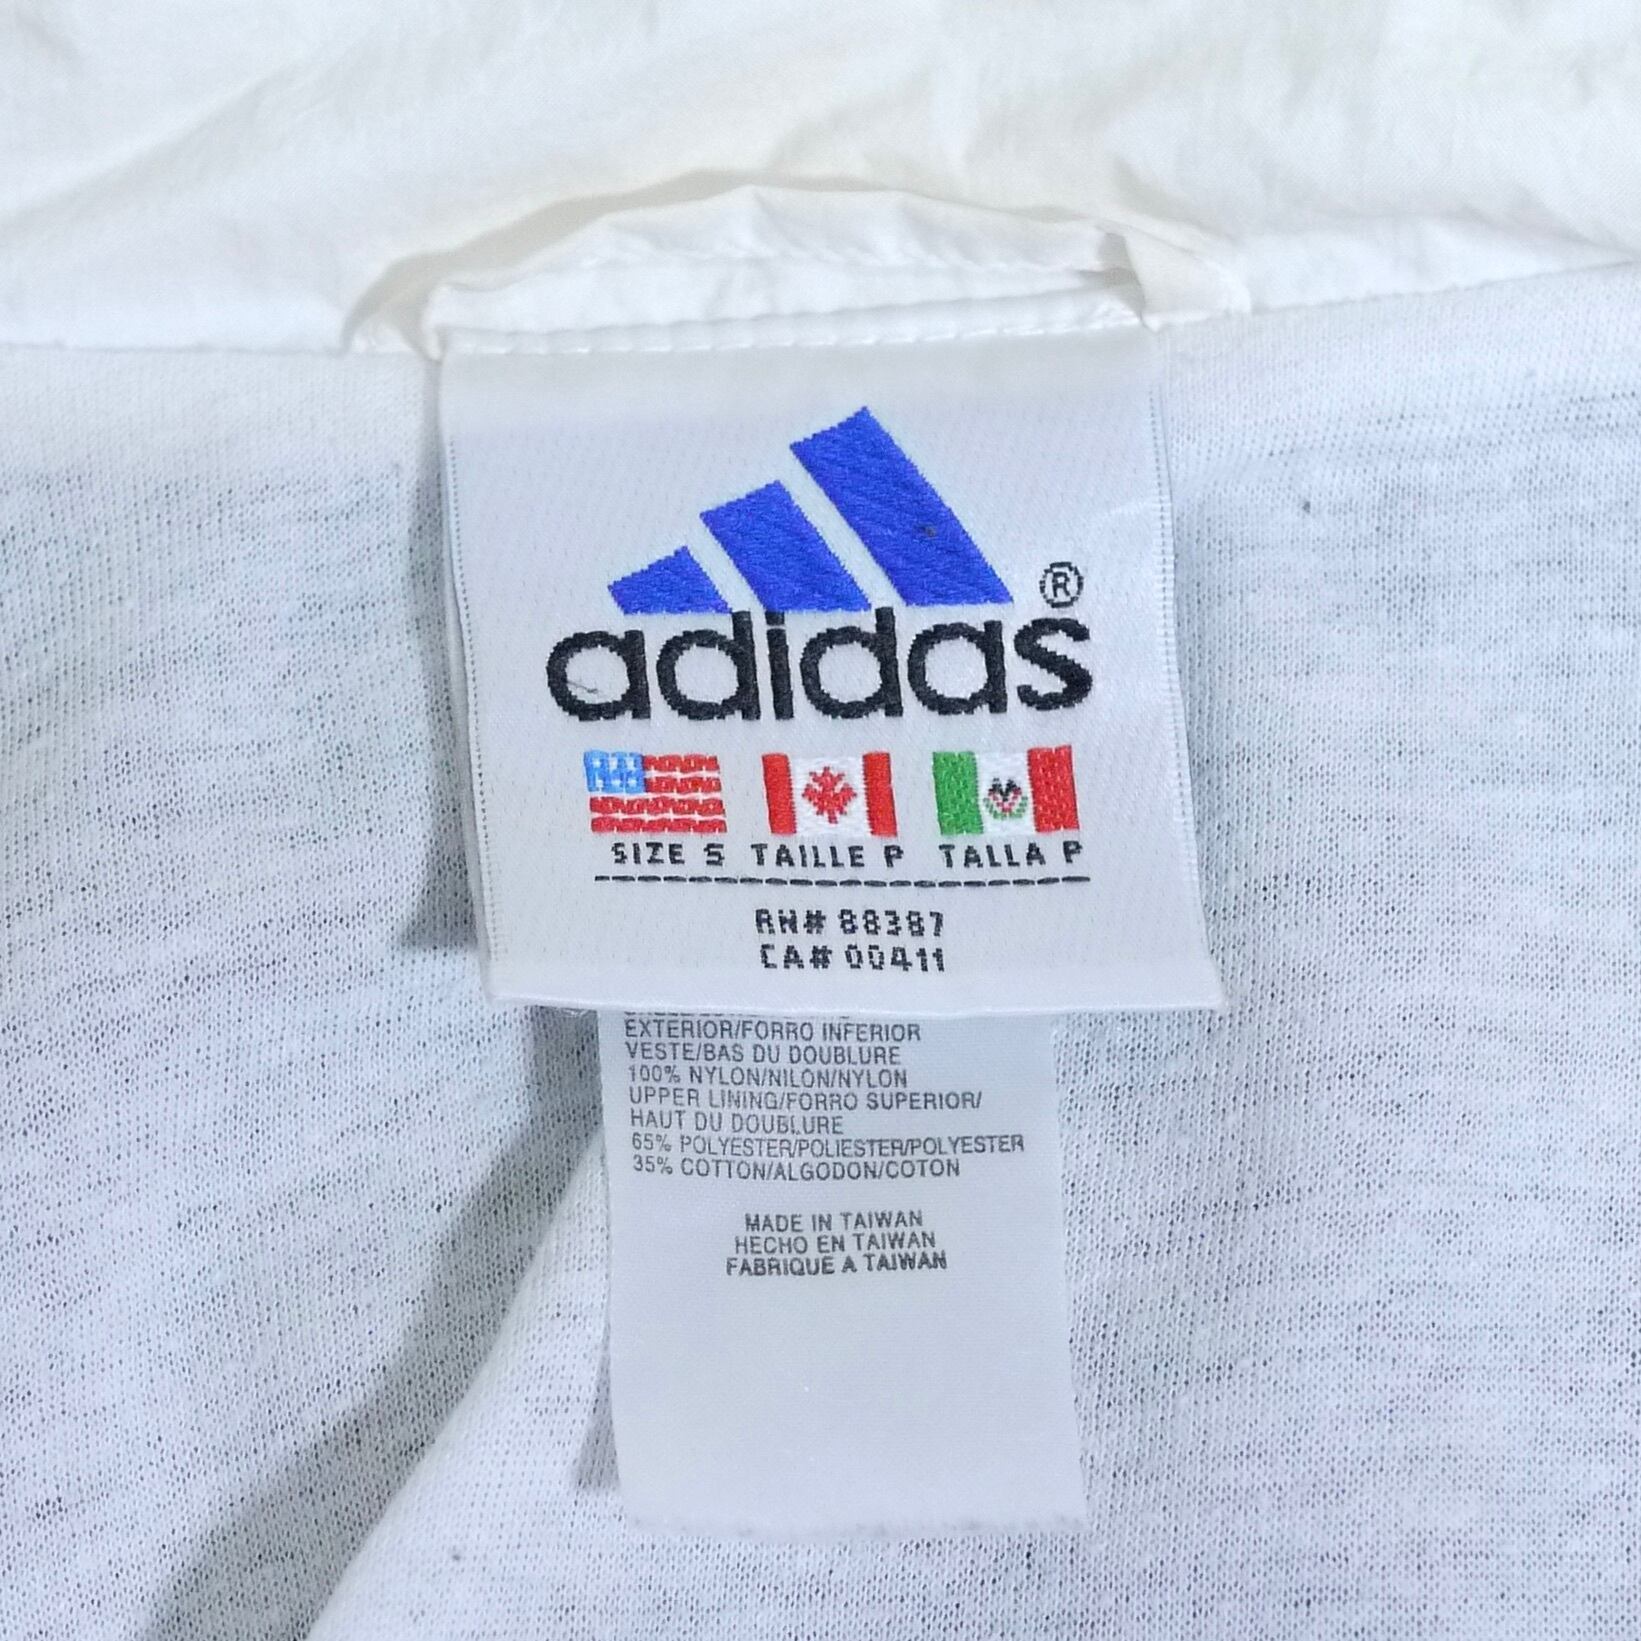 adidas®
SIZE S TAILLE P TALLA P
RN# 88387
CA# 00411
EXTERIOR/FORRO INFERIOR
VESTE/BAS DU DOUBLURE
100% NYLON/NILON/NYLON
UPPER LINING/FORRO SUPERIOR/
HAUT DU DOUBLURE
65% POLYESTER/POLIESTER/POLYESTER
35% COTTON/ALGODON/COTON
MADE IN TAIWAN
HECHO EN TAIWAN
FABRIQUE A TAIWAN